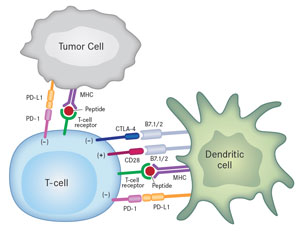 Tumor Cell
PD-L1
MHC
PD-1
Peptide
T-cell
receptor
(−)
(−)
CTLA-4
B7.1/2
(+)
CD28
B7.1/2
Dendritic
cell
T-cell
T-cell
receptor
MHC
Peptide
(−)
PD-1
PD-L1